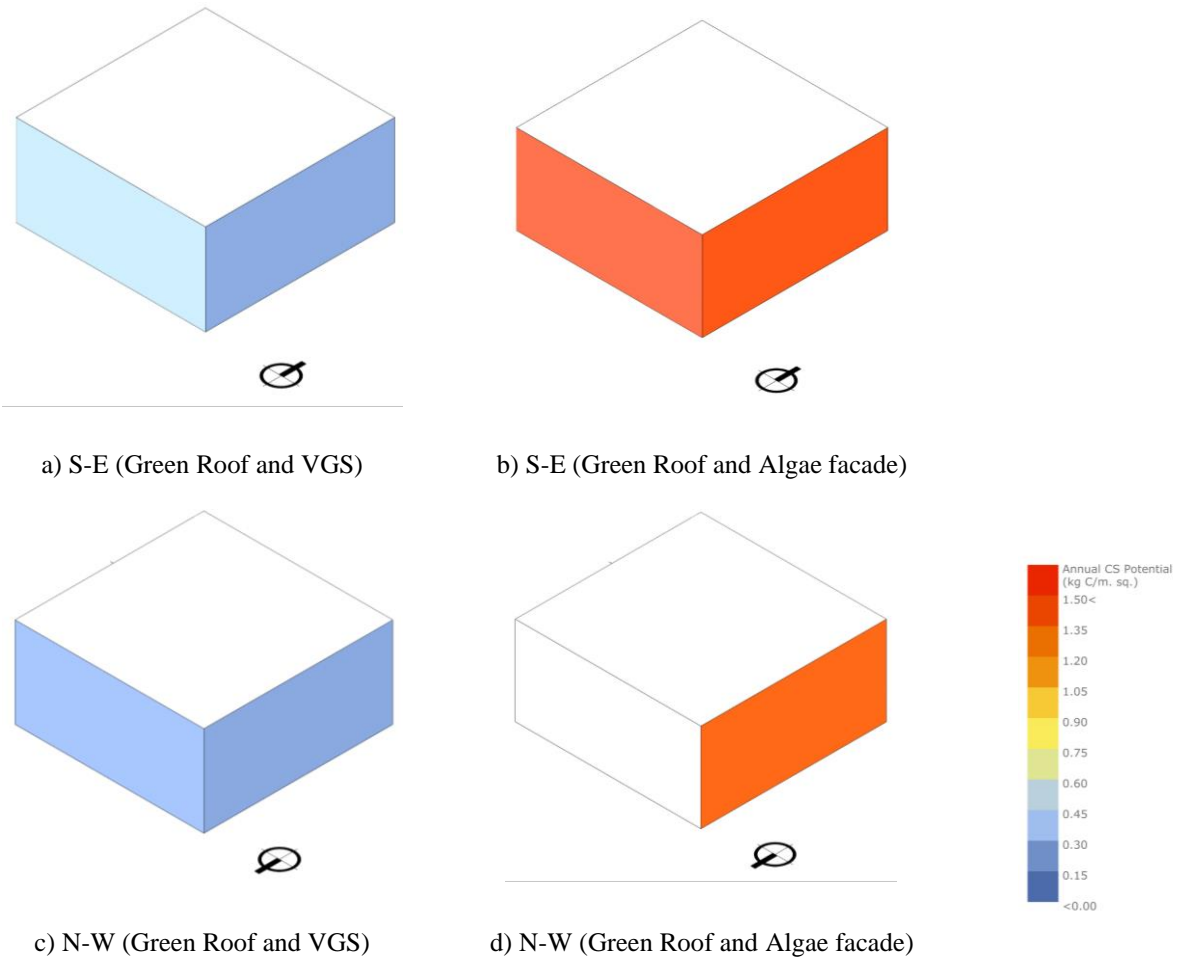 a) S-E (Green Roof and VGS)
b) S-E (Green Roof and Algae facade)
Annual CS Potential
(kg C/m. sq.)
1.50<
1.35
1.20
1.05
0.90
0.75
0.60
0.45
0.30
0.15
<0.00
c) N-W (Green Roof and VGS)
d) N-W (Green Roof and Algae facade)